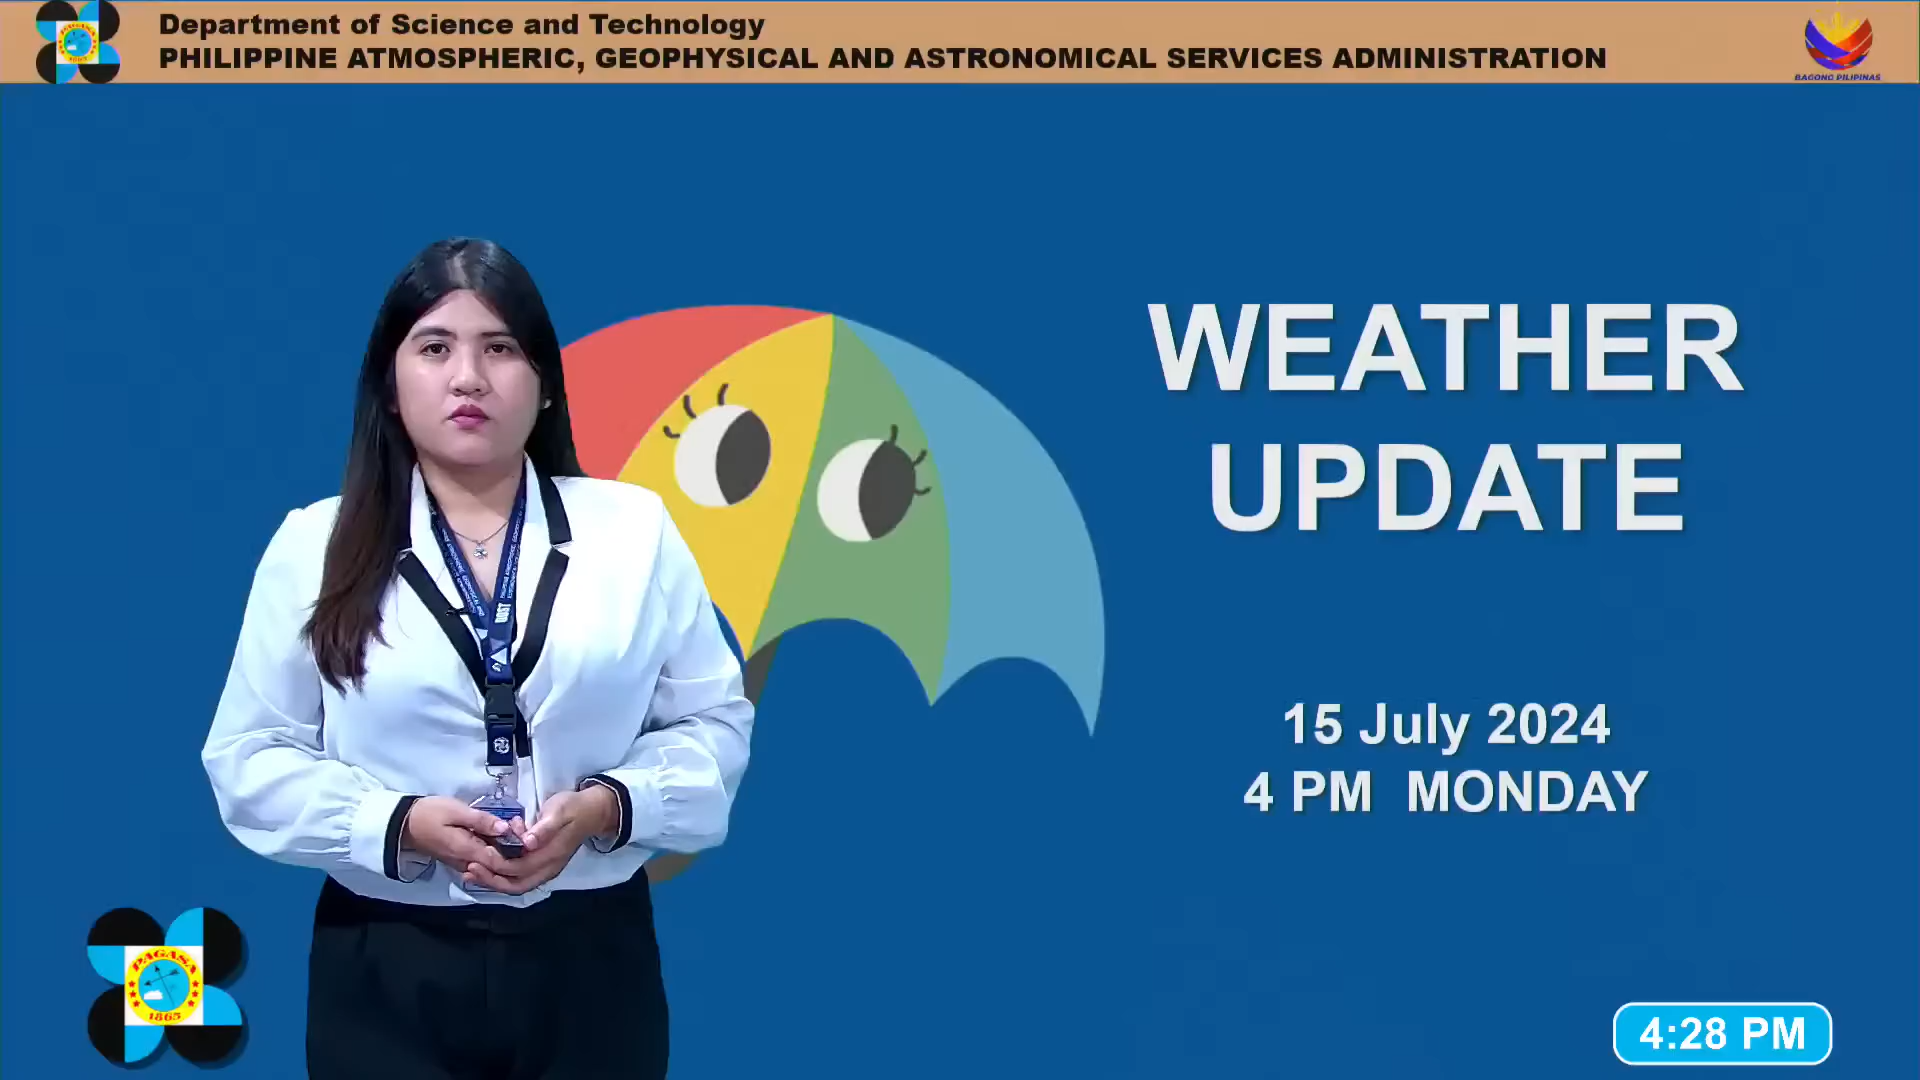 Department of Science and Technology
PHILIPPINE ATMOSPHERIC, GEOPHYSICAL AND ASTRONOMICAL SERVICES ADMINISTRATION
BAGONG PILIPINAS
WEATHER
UPDATE
15 July 2024
4 PM MONDAY
DOST
PAGASA
1865
4:28 PM